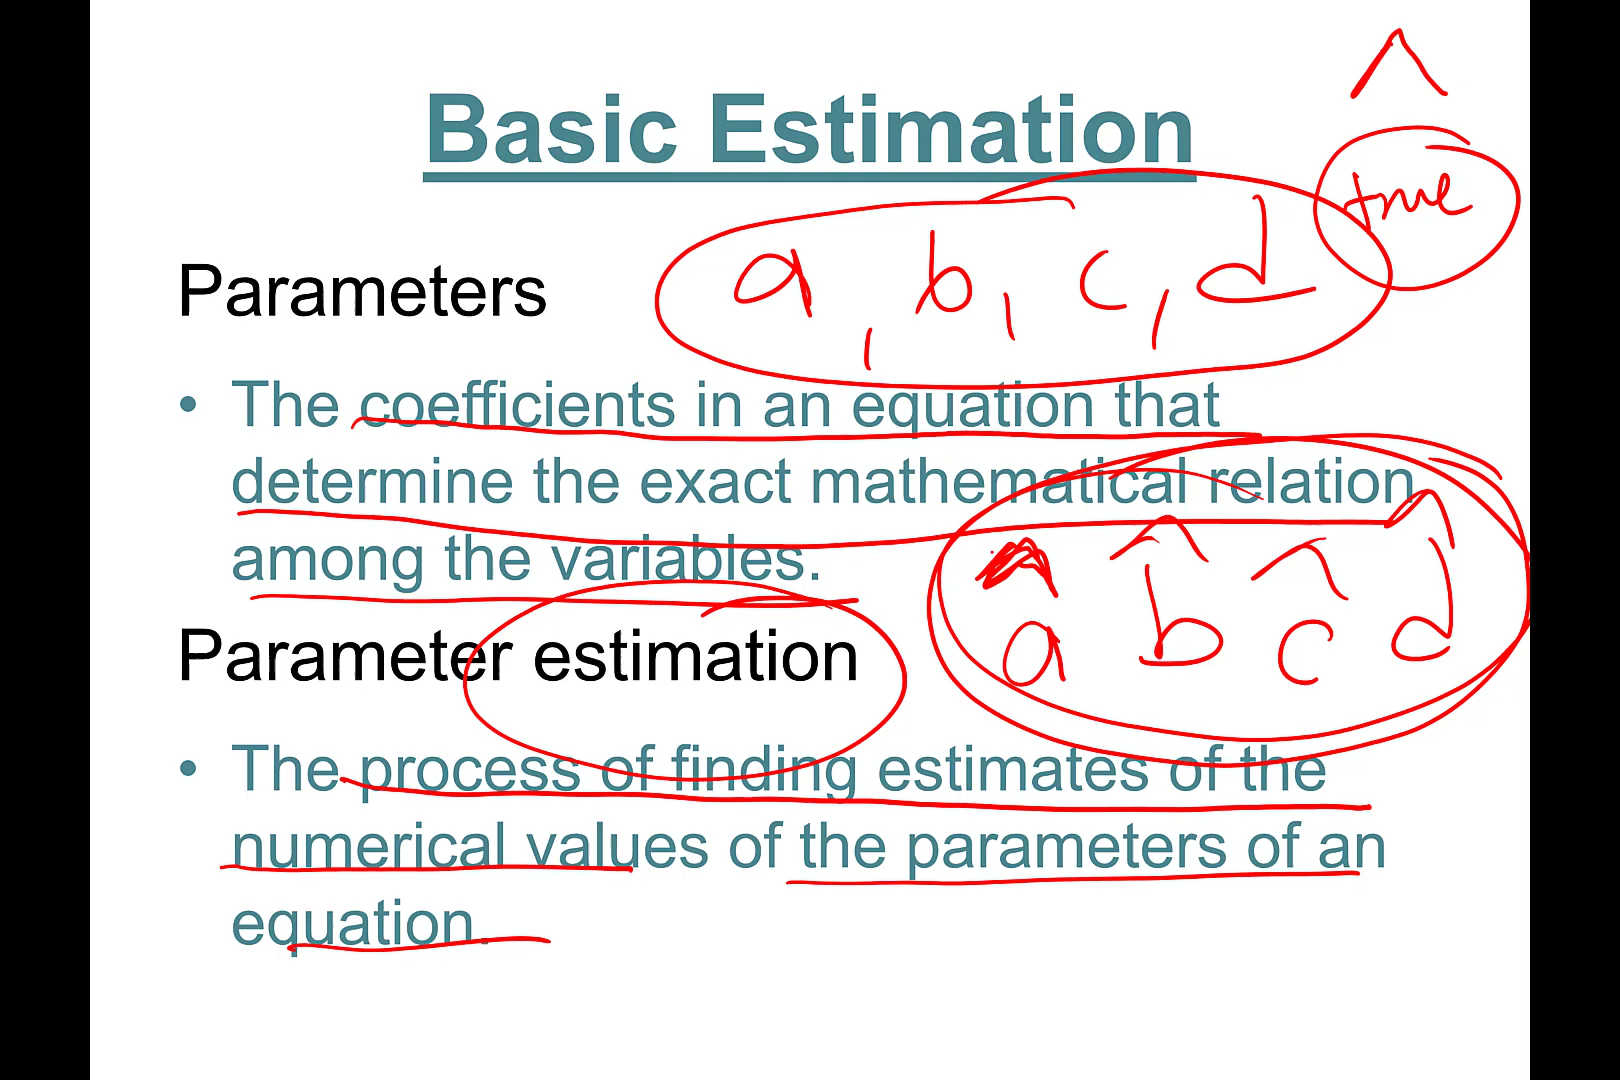 Basic Estimation
^
true
Parameters a, b, c, d
• The coefficients in an equation that
determine the exact mathematical relation
among the variables.
Parameter estimation â b̂ ĉ d̂
• The process of finding estimates of the
numerical values of the parameters of an
equation.